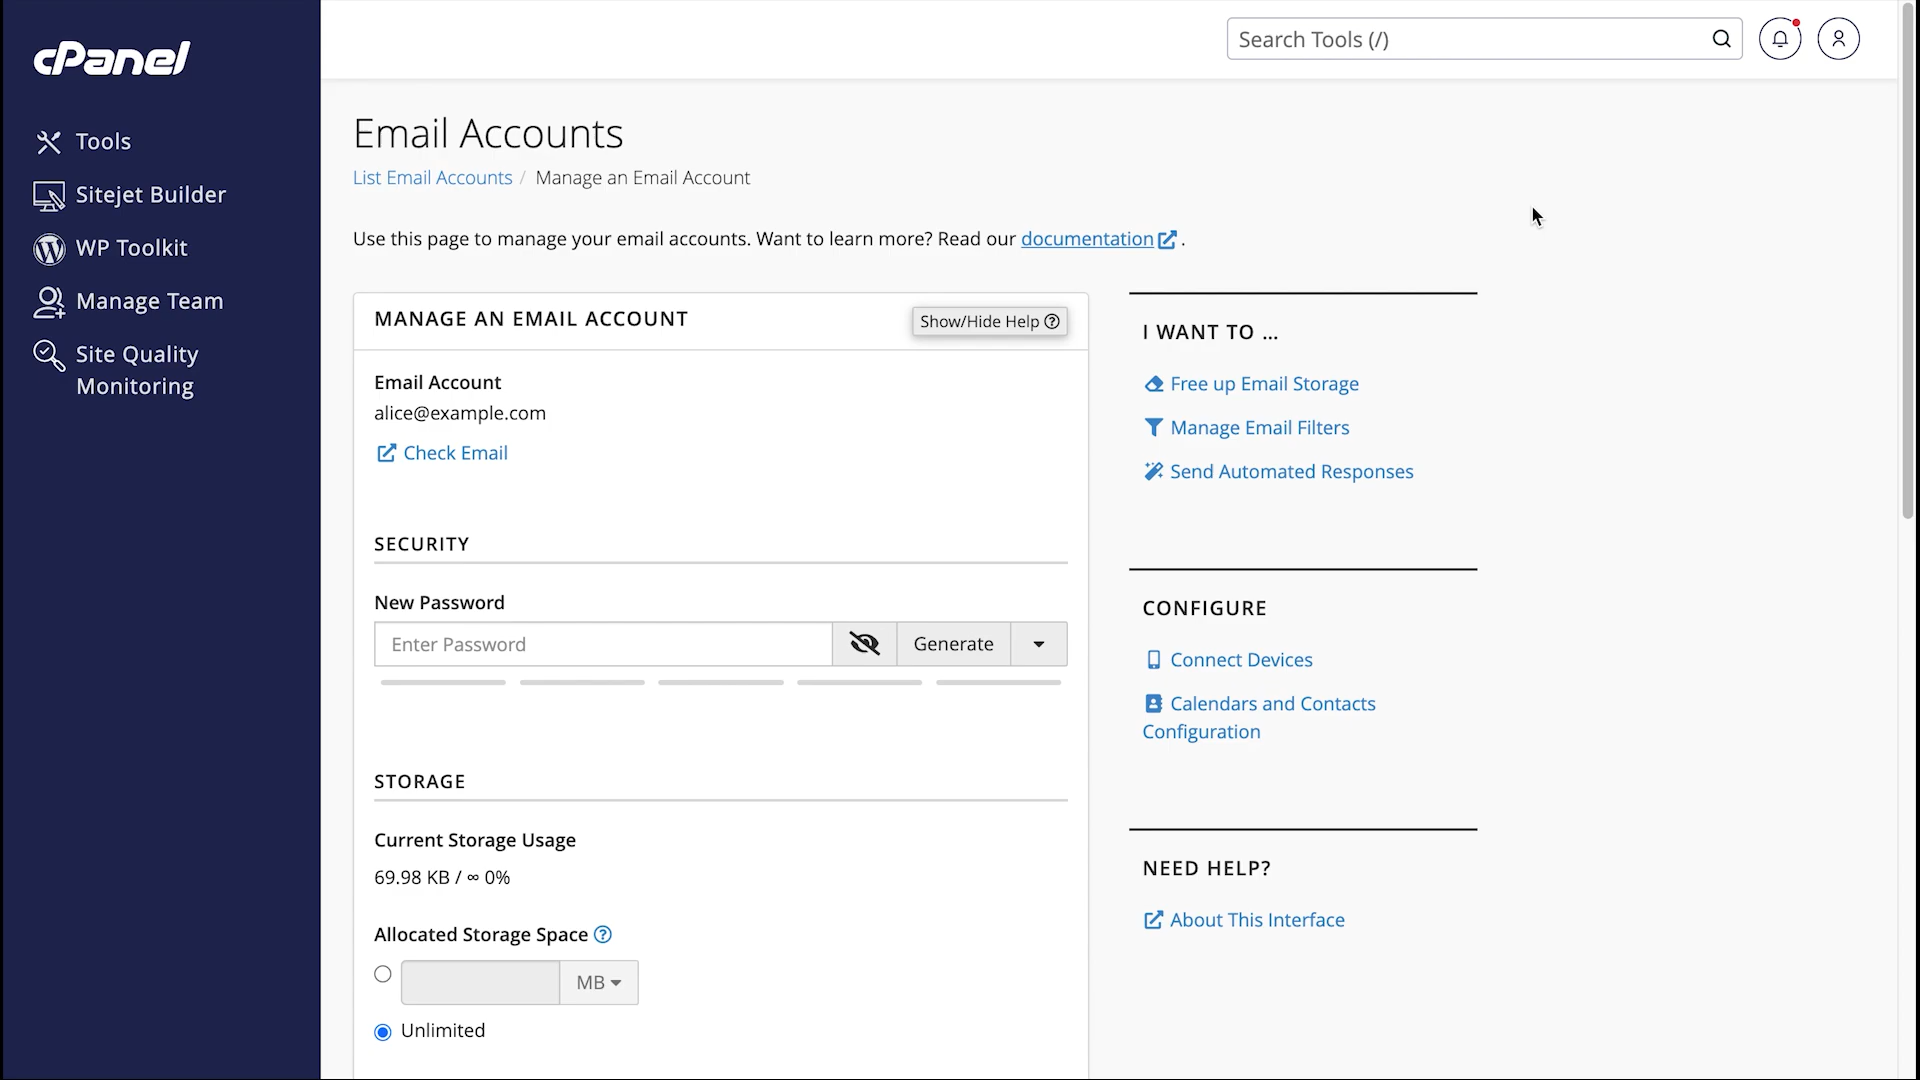 cPanel
Search Tools (/)
Tools
Sitejet Builder
WP Toolkit
Manage Team
Site Quality
Monitoring
Email Accounts
List Email Accounts / Manage an Email Account
Use this page to manage your email accounts. Want to learn more? Read our documentation .
MANAGE AN EMAIL ACCOUNT
Show/Hide Help
Email Account
alice@example.com
Check Email
SECURITY
New Password
Enter Password
Generate
STORAGE
Current Storage Usage
69.98 KB / ∞ 0%
Allocated Storage Space
MB
Unlimited
I WANT TO ...
Free up Email Storage
Manage Email Filters
Send Automated Responses
CONFIGURE
Connect Devices
Calendars and Contacts
Configuration
NEED HELP?
About This Interface